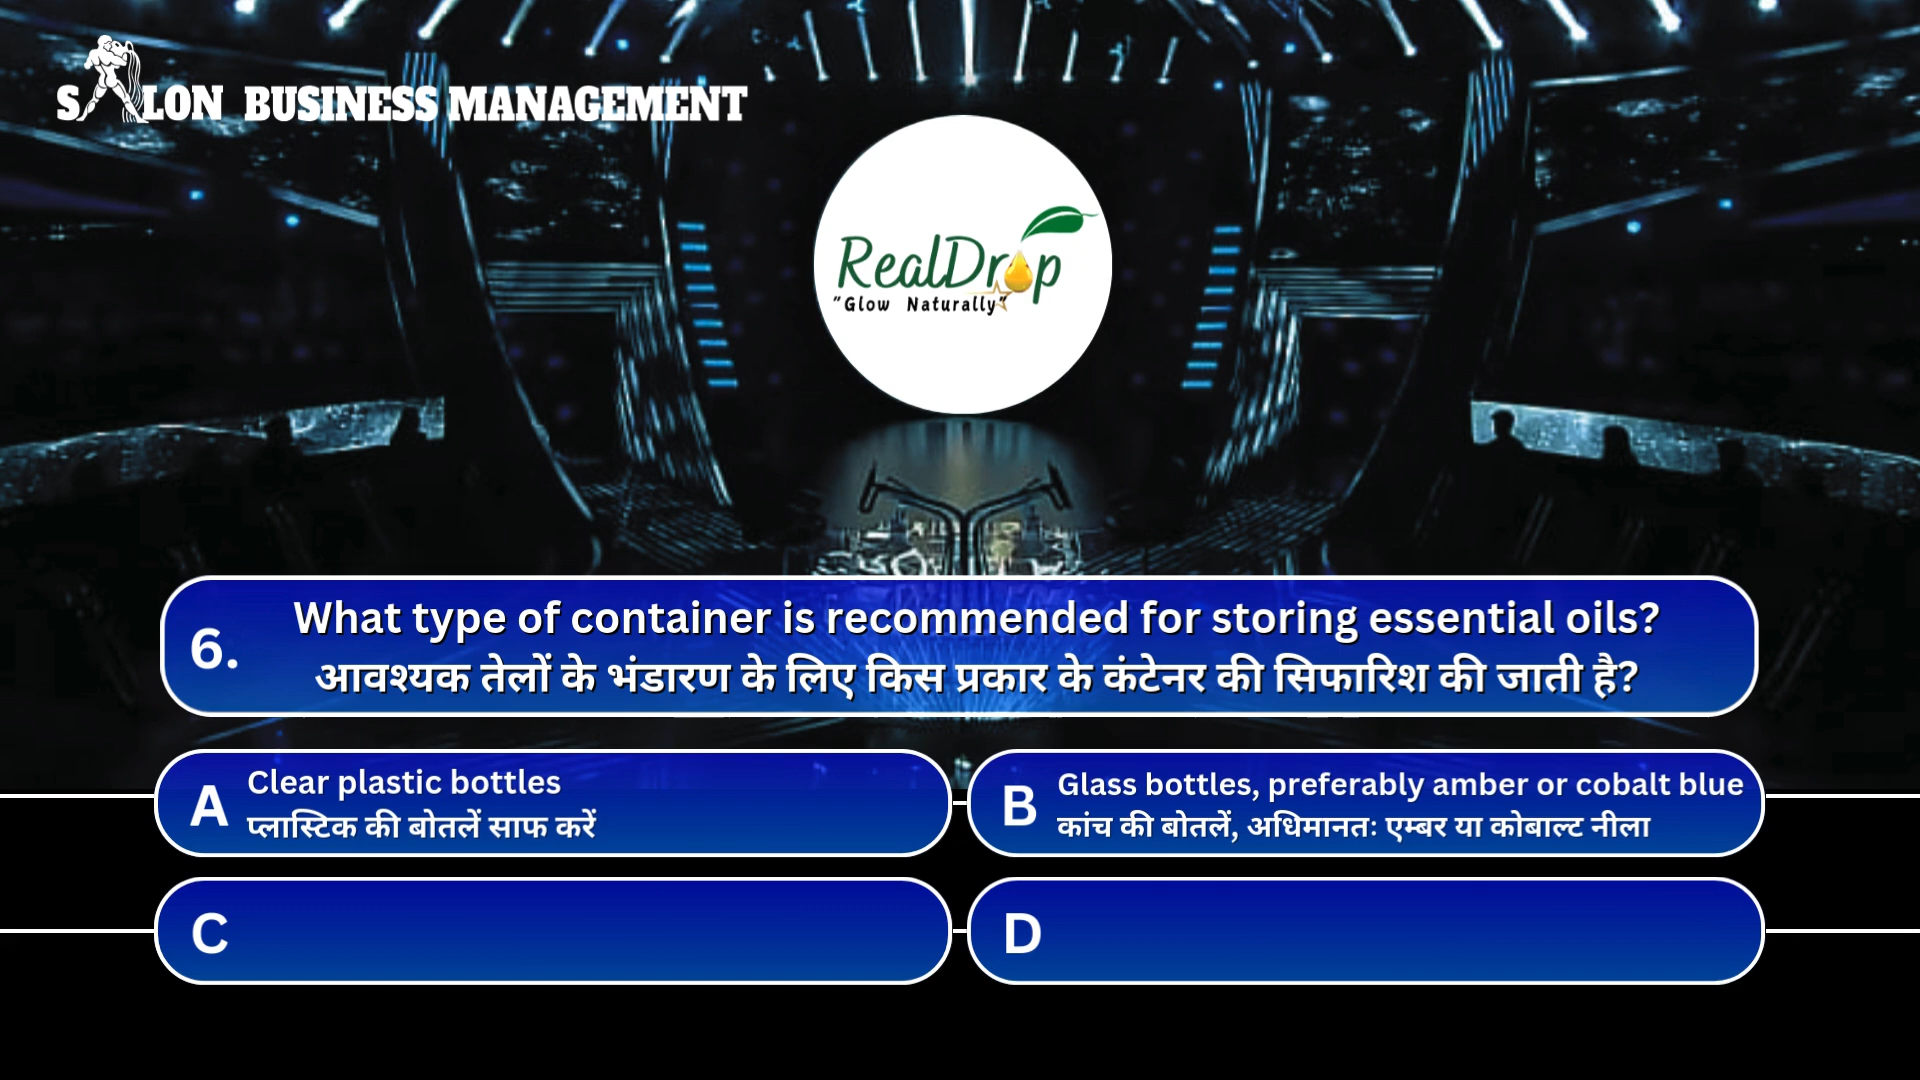 SALON BUSINESS MANAGEMENT
RealDrop
"Glow Naturally"
6.
What type of container is recommended for storing essential oils?
आवश्यक तेलों के भंडारण के लिए किस प्रकार के कंटेनर की सिफारिश की जाती है?
A
Clear plastic bottles
प्लास्टिक की बोतलें साफ करें
B
Glass bottles, preferably amber or cobalt blue
कांच की बोतलें, अधिमानतः एम्बर या कोबाल्ट नीला
C
D